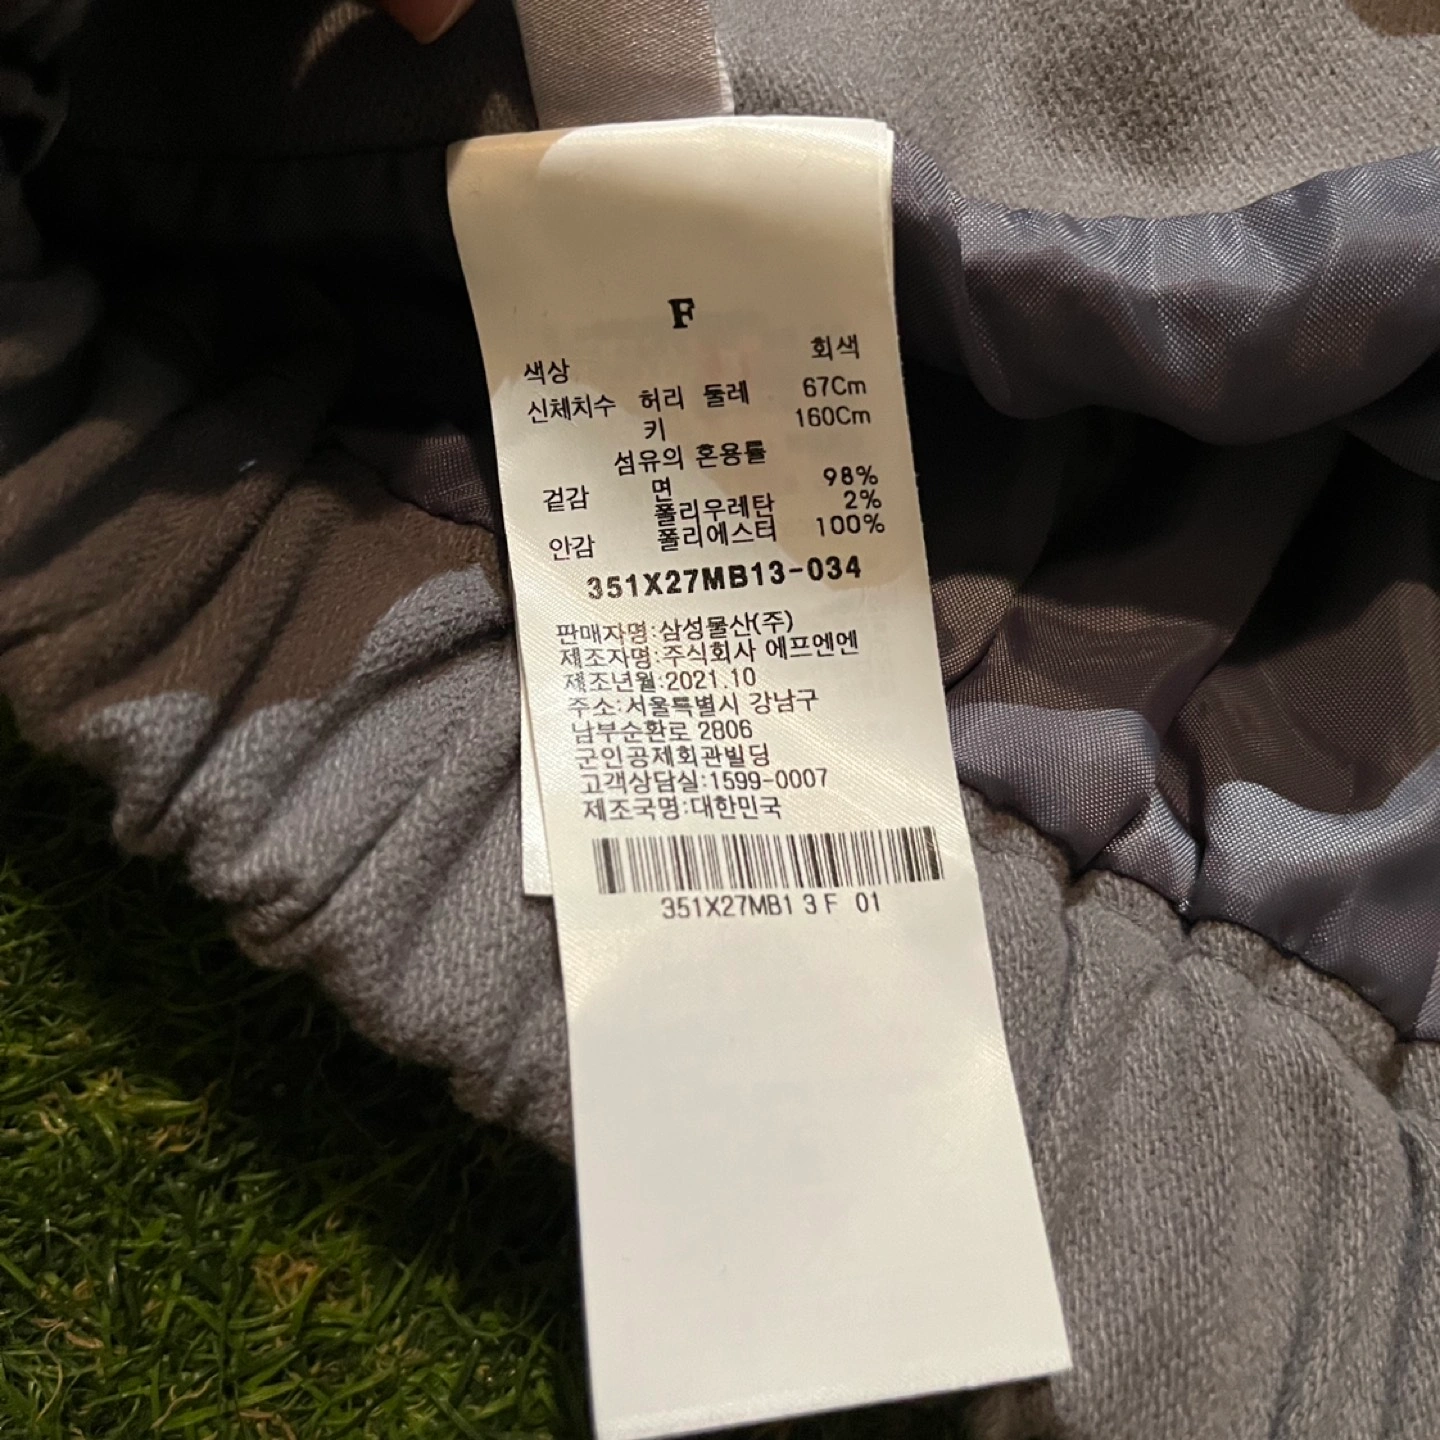 F
색상 회색
신체치수 허리 둘레 67Cm
키 160Cm
섬유의 혼용률
겉감 면 98%
폴리우레탄 2%
안감 폴리에스터 100%
351X27MB13-034
판매자명:삼성물산(주)
제조자명:주식회사 에프엔엔
제조년월:2021.10
주소:서울특별시 강남구
남부순환로 2806
군인공제회관빌딩
고객상담실:1599-0007
제조국명:대한민국
351X27MB1 3 F 01